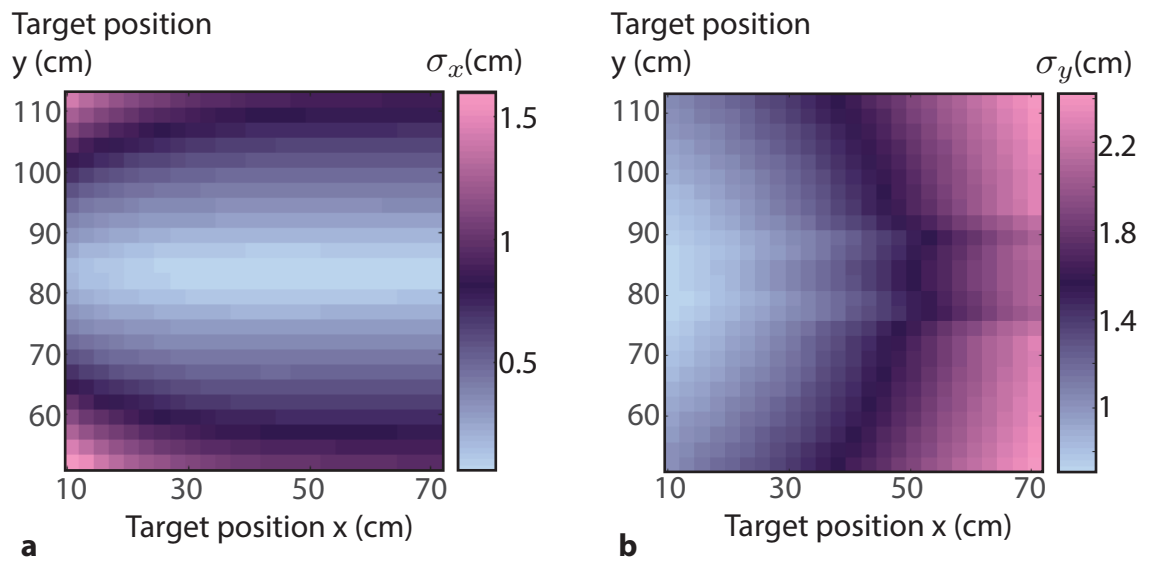 Target position
y (cm)
σx(cm)
110
100
90
80
70
60
10
30
50
70
1.5
1
0.5
Target position x (cm)
a
Target position
y (cm)
σy(cm)
110
100
90
80
70
60
10
30
50
70
2.2
1.8
1.4
1
Target position x (cm)
b